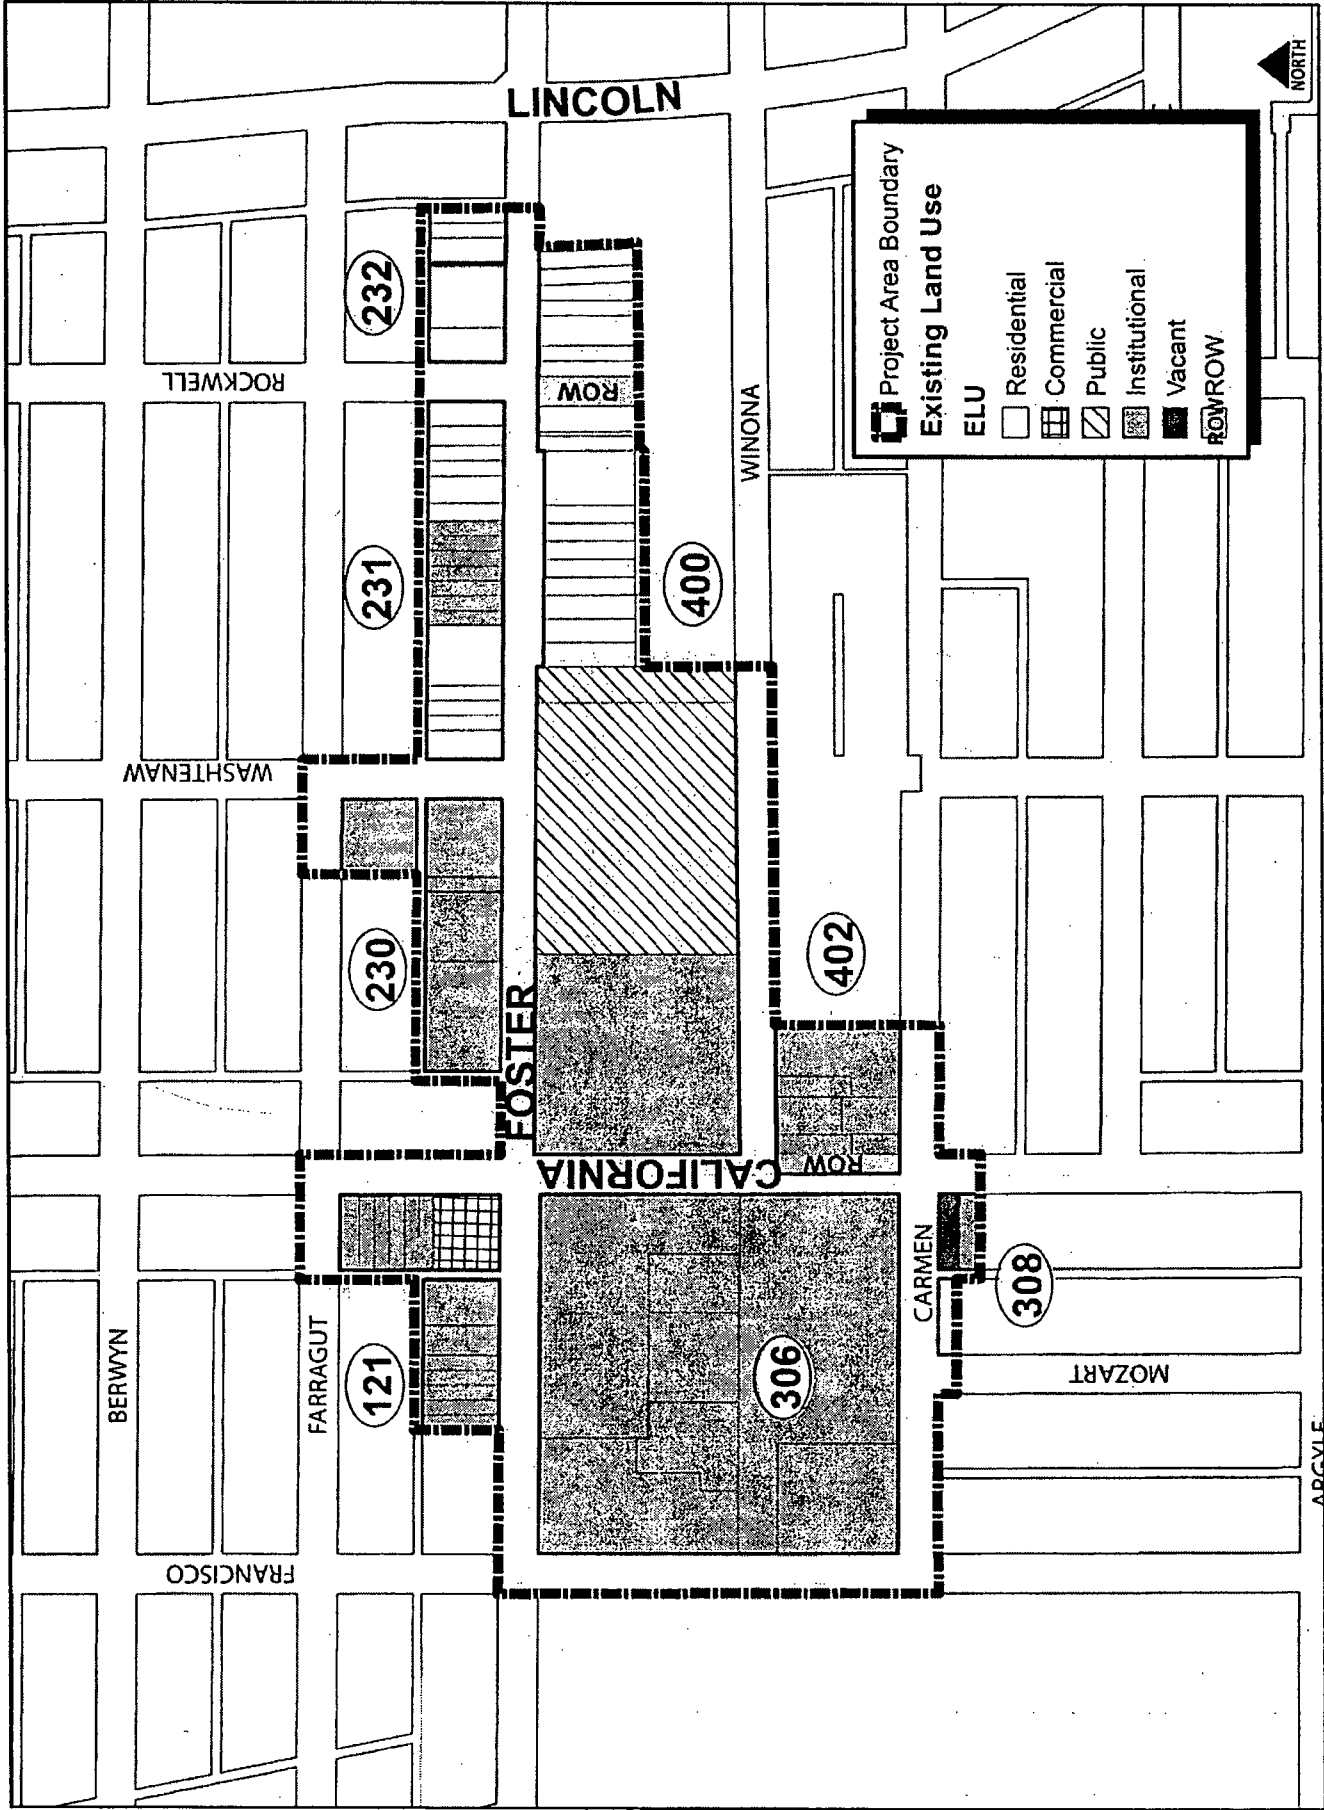 LINCOLN
232
ROCKWELL
ROW
231
WINONA
400
WASHTENAW
230
FOSTER
402
CALIFORNIA
ROW
BERWYN
FARRAGUT
121
306
CARMEN
308
MOZART
FRANCISCO
ARGYLE
Project Area Boundary
Existing Land Use
ELU
Residential
Commercial
Public
Institutional
Vacant
ROW ROW
NORTH